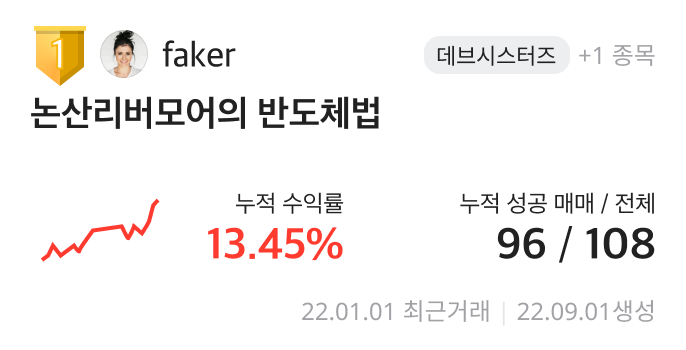 1 faker 데브시스터즈 +1 종목
논산리버모어의 반도체법
누적 수익률 누적 성공 매매 / 전체
13.45% 96 / 108
22.01.01 최근거래 | 22.09.01생성